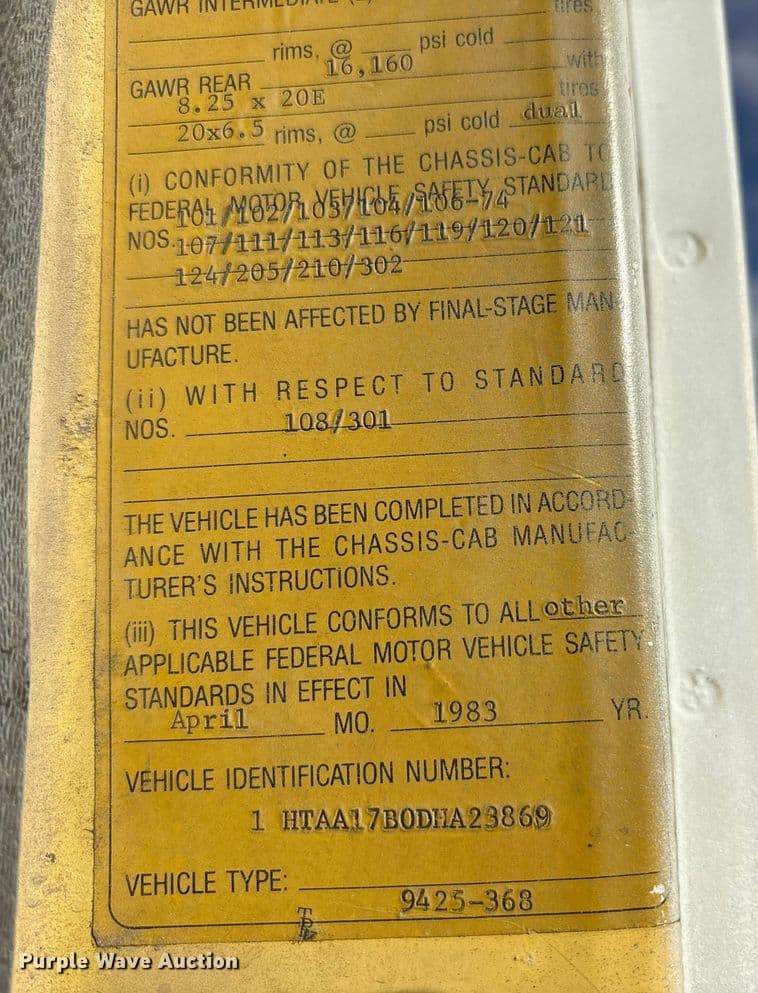 GAWR INTERMEDIATE
tires
rims, @ psi cold
16,160
GAWR REAR with
8.25 x 20E tires
20x6.5 rims, @ psi cold dual
(i) CONFORMITY OF THE CHASSIS-CAB TO
FEDERAL MOTOR VEHICLE SAFETY STANDARD
101/102/105/104/106-74
NOS. 107/111/113/116/119/120/121
124/205/210/302
HAS NOT BEEN AFFECTED BY FINAL-STAGE MAN-
UFACTURE.
(ii) WITH RESPECT TO STANDARD
NOS. 108/301
THE VEHICLE HAS BEEN COMPLETED IN ACCORD-
ANCE WITH THE CHASSIS-CAB MANUFAC-
TURER'S INSTRUCTIONS.
(iii) THIS VEHICLE CONFORMS TO ALL other
APPLICABLE FEDERAL MOTOR VEHICLE SAFETY
STANDARDS IN EFFECT IN
April MO. 1983 YR.
VEHICLE IDENTIFICATION NUMBER:
1 HTAA17B0DHA23869
VEHICLE TYPE:
9425-368
Purple Wave Auction